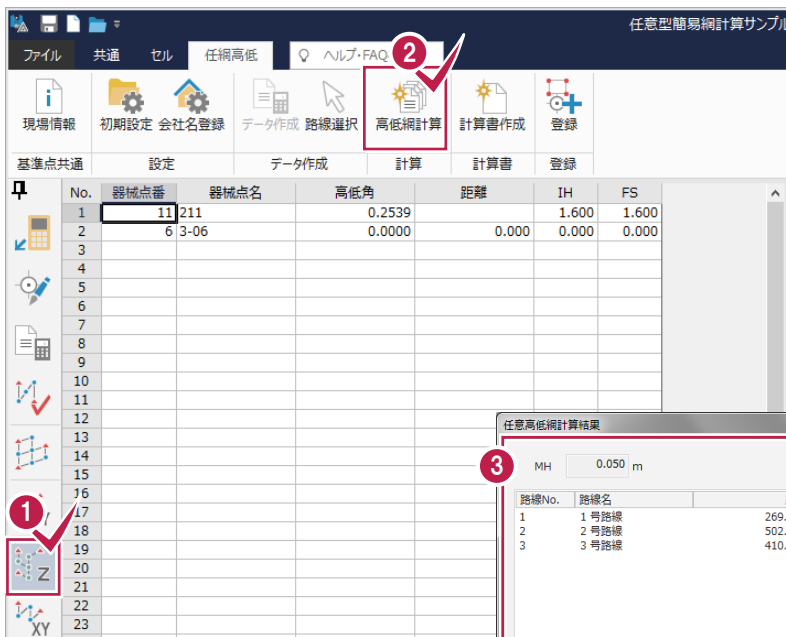 任意型簡易網計算サンプル
ファイル 共通 セル 任網高低 ヘルプ・FAQ 2
現場情報 初期設定 会社名登録 データ作成 路線選択 高低網計算 計算書作成 登録
基準点共通 設定 データ作成 計算 計算書 登録
No. 器械点番 器械点名 高低角 距離 IH FS
1 11 211 0.2539 1.600 1.600
2 6 3-06 0.0000 0.000 0.000 0.000
3
4
5
6
7
8
9
10
11
12
13
14
15
16
17
18
19
20
21
22
23
1
Z
XY
任意高低網計算結果
3
MH 0.050 m
路線No. 路線名
1 1号路線 269.
2 2号路線 502.
3 3号路線 410.